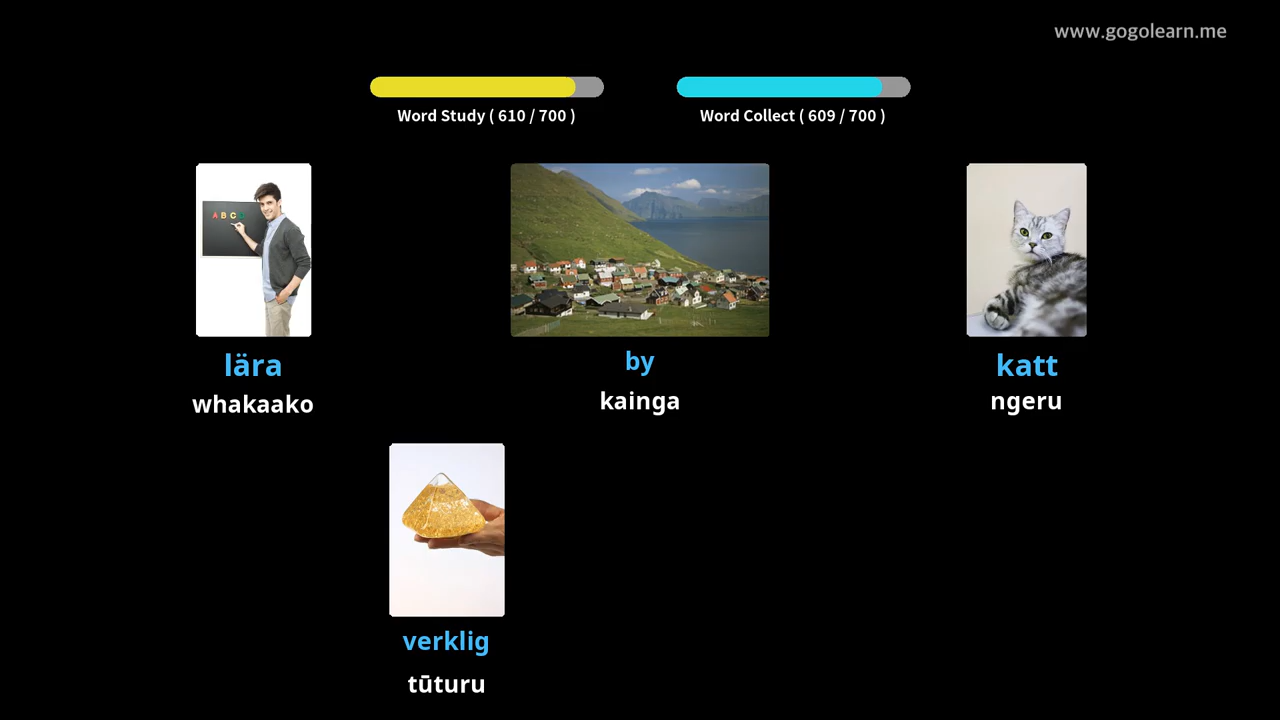 www.gogolearn.me
Word Study ( 610 / 700 )
Word Collect ( 609 / 700 )
A B C D
lära
whakaako
by
kainga
katt
ngeru
verklig
tūturu